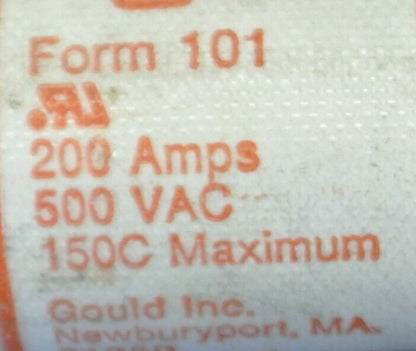 Form 101
200 Amps
500 VAC
150C Maximum
Gould Inc.
Newburyport, MA.